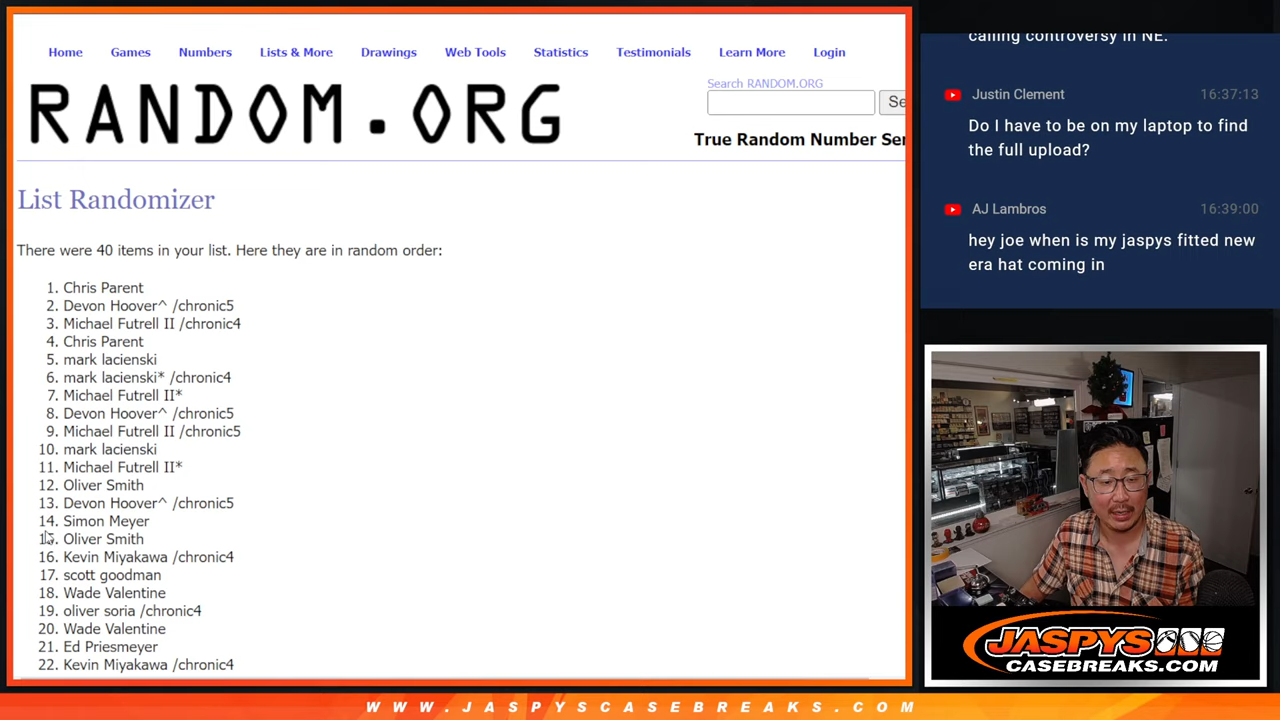 Home Games Numbers Lists & More Drawings Web Tools Statistics Testimonials Learn More Login
Search RANDOM.ORG
RANDOM.ORG
Se
True Random Number Ser
List Randomizer
There were 40 items in your list. Here they are in random order:
1. Chris Parent
2. Devon Hoover^ /chronic5
3. Michael Futrell II /chronic4
4. Chris Parent
5. mark lacienski
6. mark lacienski* /chronic4
7. Michael Futrell II*
8. Devon Hoover^ /chronic5
9. Michael Futrell II /chronic5
10. mark lacienski
11. Michael Futrell II*
12. Oliver Smith
13. Devon Hoover^ /chronic5
14. Simon Meyer
15. Oliver Smith
16. Kevin Miyakawa /chronic4
17. scott goodman
18. Wade Valentine
19. oliver soria /chronic4
20. Wade Valentine
21. Ed Priesmeyer
22. Kevin Miyakawa /chronic4
calling controversy in NE.
Justin Clement 16:37:13
Do I have to be on my laptop to find
the full upload?
AJ Lambros 16:39:00
hey joe when is my jaspys fitted new
era hat coming in
JASPYS
CASEBREAKS.COM
WWW.JASPYSCASEBREAKS.COM